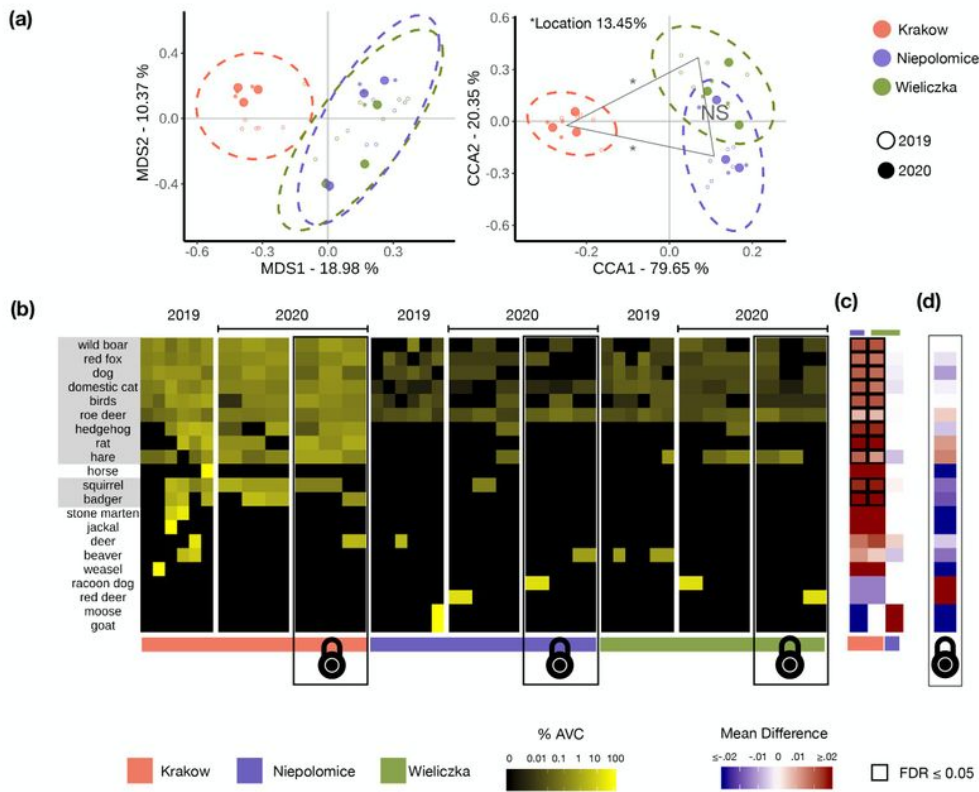 (a)
*Location 13.45%
0.4
0.0
-0.4
MDS2 - 10.37 %
-0.6
-0.3
0.0
0.3
MDS1 - 18.98 %
0.6
0.3
0.0
-0.3
-0.6
CCA2 - 20.35 %
*
NS
*
-0.2
0.0
0.2
CCA1 - 79.65 %
Krakow
Niepolomice
Wieliczka
2019
2020
(b)
(c)
(d)
2019 2020 2019 2020 2019 2020
wild boar
red fox
dog
domestic cat
birds
roe deer
hedgehog
rat
hare
horse
squirrel
badger
stone marten
jackal
deer
beaver
weasel
racoon dog
red deer
moose
goat
Krakow
Niepolomice
Wieliczka
% AVC
0 0.01 0.1 1 10 100
Mean Difference
≤-.02 -.01 0 .01 ≥.02
FDR ≤ 0.05